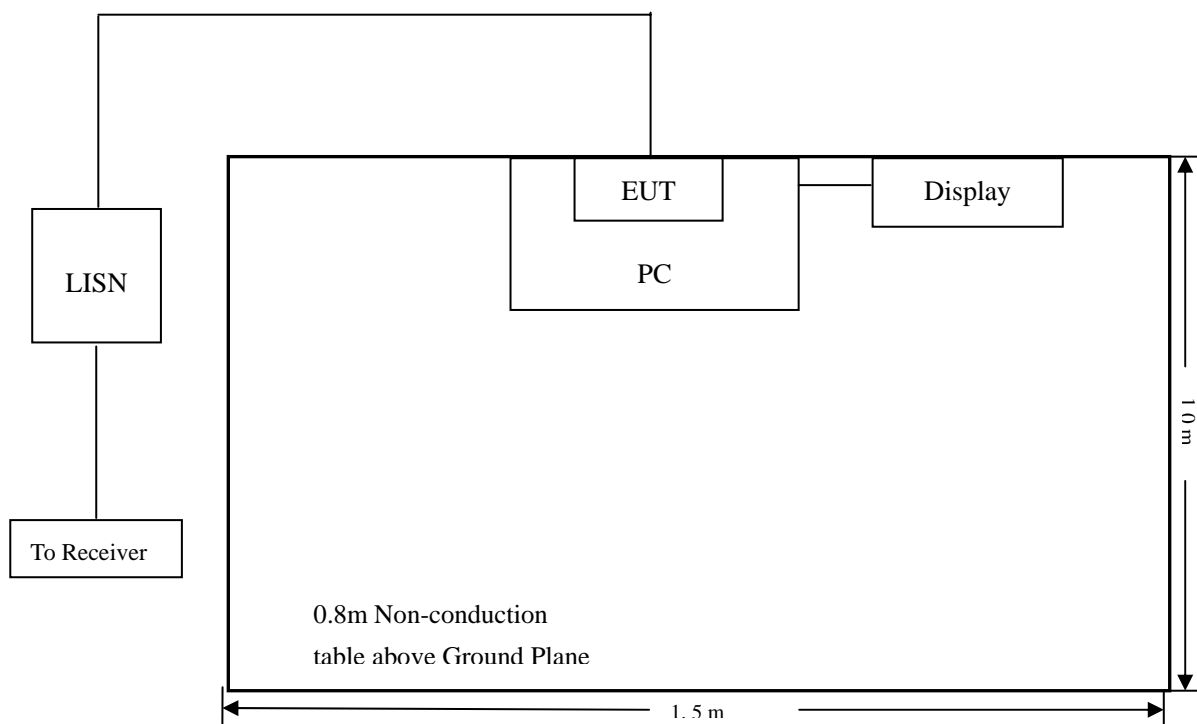 EUT
Display
PC
LISN
1.0 m
To Receiver
0.8m Non-conduction
table above Ground Plane
1.5 m